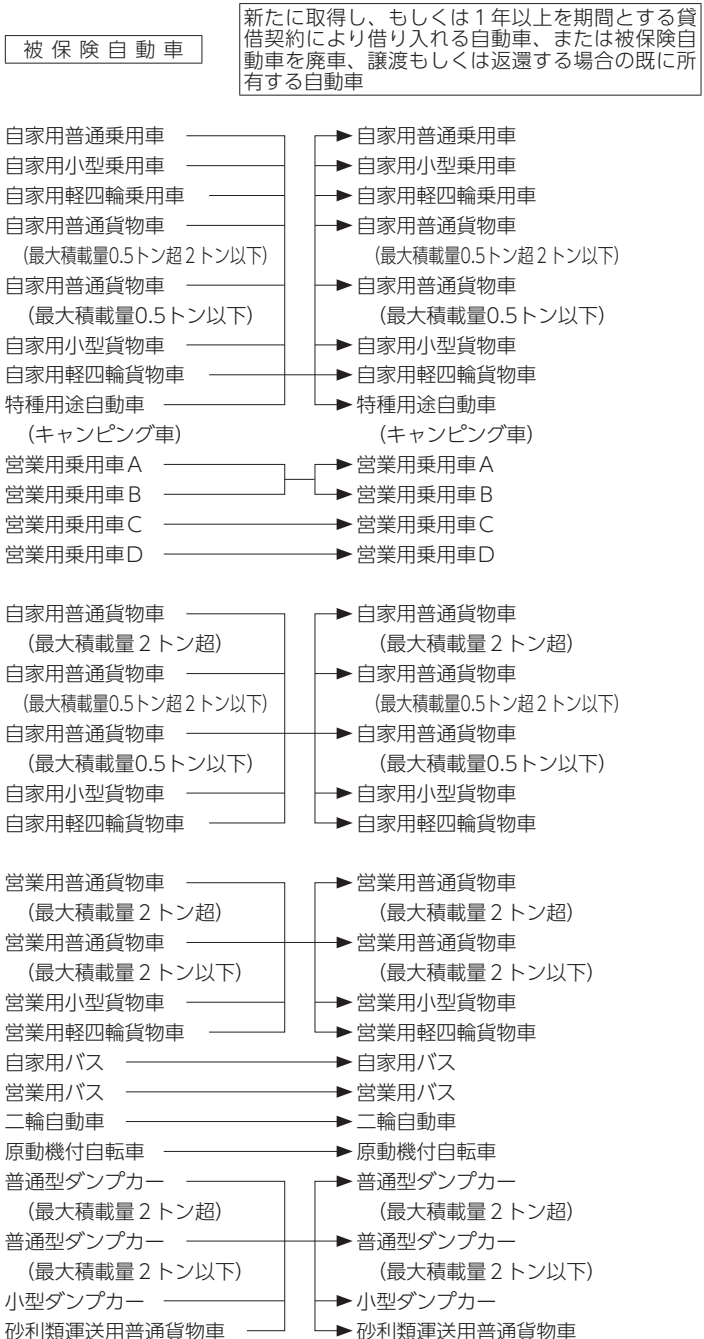 被保険自動車
新たに取得し、もしくは１年以上を期間とする貸
借契約により借り入れる自動車、または被保険自
動車を廃車、譲渡もしくは返還する場合の既に所
有する自動車
自家用普通乗用車 自家用普通乗用車
自家用小型乗用車 自家用小型乗用車
自家用軽四輪乗用車 自家用軽四輪乗用車
自家用普通貨物車 自家用普通貨物車
（最大積載量0.5トン超２トン以下） （最大積載量0.5トン超２トン以下）
自家用普通貨物車 自家用普通貨物車
（最大積載量0.5トン以下） （最大積載量0.5トン以下）
自家用小型貨物車 自家用小型貨物車
自家用軽四輪貨物車 自家用軽四輪貨物車
特種用途自動車 特種用途自動車
（キャンピング車） （キャンピング車）
営業用乗用車Ａ 営業用乗用車Ａ
営業用乗用車Ｂ 営業用乗用車Ｂ
営業用乗用車Ｃ 営業用乗用車Ｃ
営業用乗用車Ｄ 営業用乗用車Ｄ
自家用普通貨物車 自家用普通貨物車
（最大積載量２トン超） （最大積載量２トン超）
自家用普通貨物車 自家用普通貨物車
（最大積載量0.5トン超２トン以下） （最大積載量0.5トン超２トン以下）
自家用普通貨物車 自家用普通貨物車
（最大積載量0.5トン以下） （最大積載量0.5トン以下）
自家用小型貨物車 自家用小型貨物車
自家用軽四輪貨物車 自家用軽四輪貨物車
営業用普通貨物車 営業用普通貨物車
（最大積載量２トン超） （最大積載量２トン超）
営業用普通貨物車 営業用普通貨物車
（最大積載量２トン以下） （最大積載量２トン以下）
営業用小型貨物車 営業用小型貨物車
営業用軽四輪貨物車 営業用軽四輪貨物車
自家用バス 自家用バス
営業用バス 営業用バス
二輪自動車 二輪自動車
原動機付自転車 原動機付自転車
普通型ダンプカー 普通型ダンプカー
（最大積載量２トン超） （最大積載量２トン超）
普通型ダンプカー 普通型ダンプカー
（最大積載量２トン以下） （最大積載量２トン以下）
小型ダンプカー 小型ダンプカー
砂利類運送用普通貨物車 砂利類運送用普通貨物車